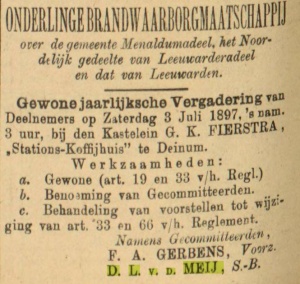 ONDERLINGE BRANDWAARBORGMAATSCHAPPIJ
over de gemeente Menaldumadeel, het Noor-
delijk gedeelte van Leeuwarderadeel
en dat van Leeuwarden.
Gewone jaarlijksche Vergadering van
Deelnemers op Zaterdag 3 Juli 1897, 's nam.
3 uur, bij den Kastelein G. K. FIERSTRA,
„Stations-Koffijhuis” te Deinum.
Werkzaamheden:
a. Gewone (art. 19 en 33 v/h. Regl.)
b. Benoeming van Gecommitteerden.
c. Behandeling van voorstellen tot wijzi-
ging van art. 33 en 66 v/h. Reglement.
Namens Gecommitteerden,
F. A. GERBENS, Voorz.
D. L. v. D. MEIJ, S.-B.